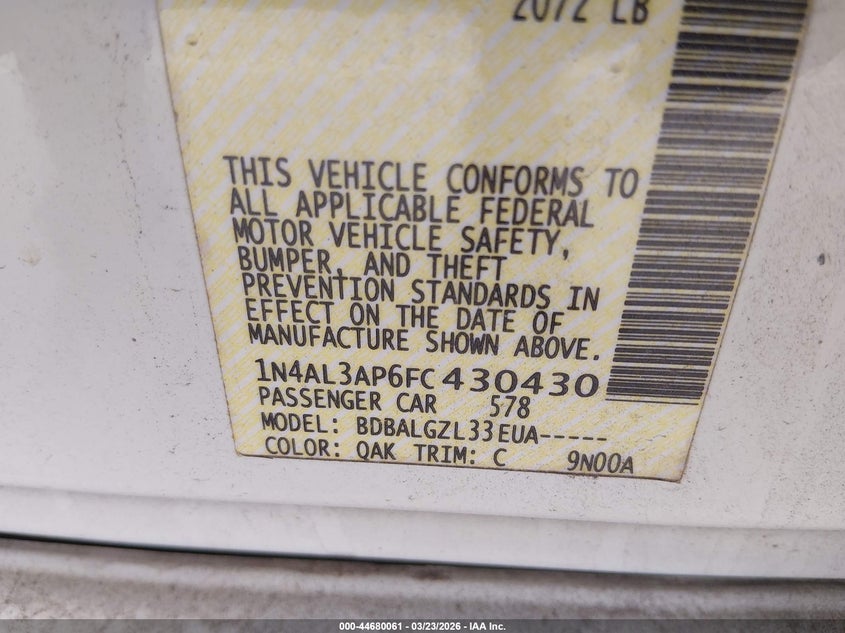 2072 LB
THIS VEHICLE CONFORMS TO
ALL APPLICABLE FEDERAL
MOTOR VEHICLE SAFETY,
BUMPER, AND THEFT
PREVENTION STANDARDS IN
EFFECT ON THE DATE OF
MANUFACTURE SHOWN ABOVE.
1N4AL3AP6FC430430
PASSENGER CAR 578
MODEL: BDBALGZL33EUA-----
COLOR: QAK TRIM: C 9N00A
000-44680061 - 03/23/2026 - IAA Inc.